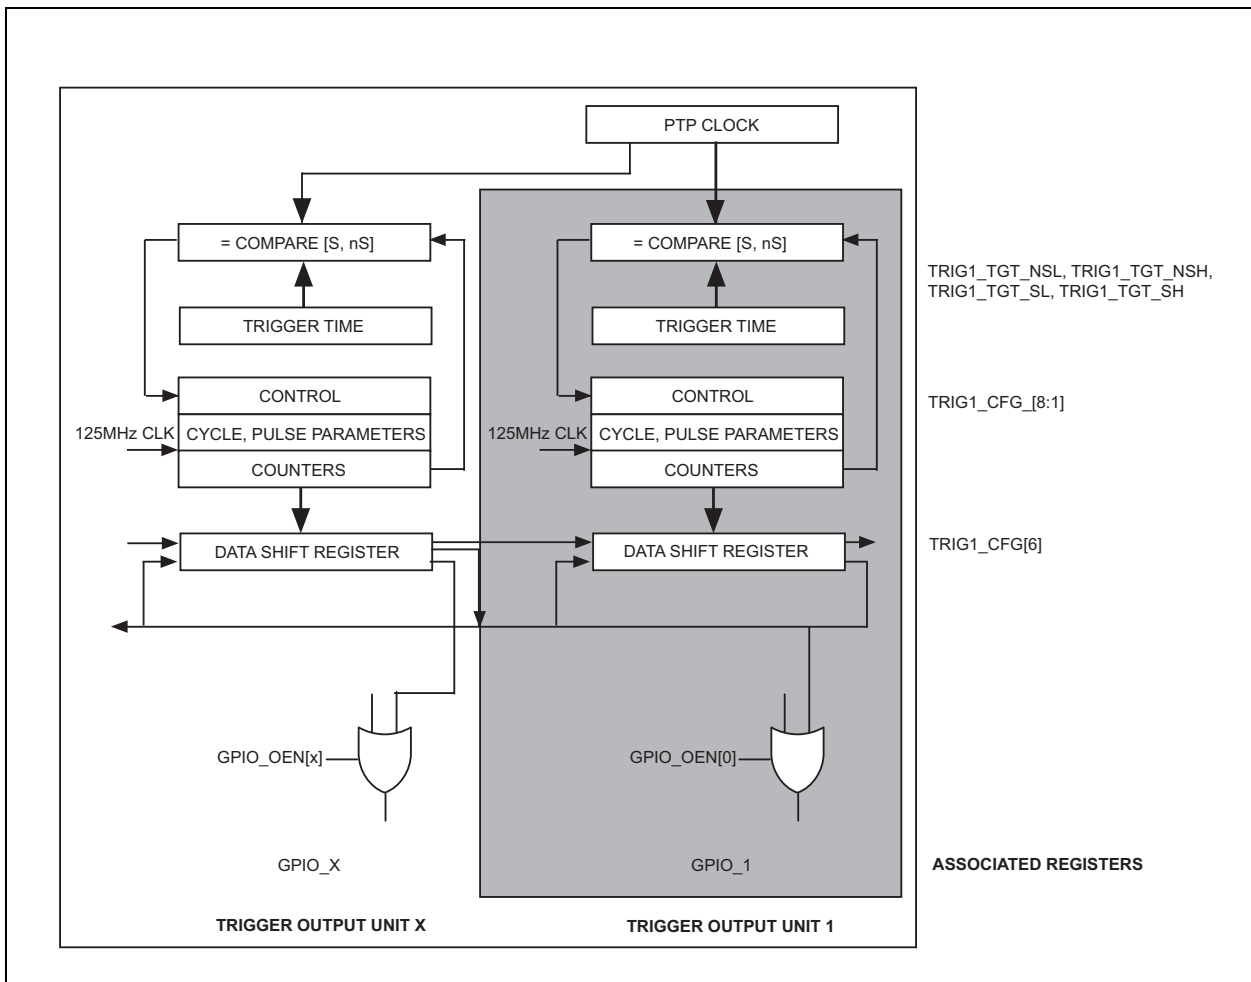 PTP CLOCK
= COMPARE [S, nS]
= COMPARE [S, nS]
TRIG1_TGT_NSL, TRIG1_TGT_NSH,
TRIG1_TGT_SL, TRIG1_TGT_SH
TRIGGER TIME
TRIGGER TIME
CONTROL
CONTROL
TRIG1_CFG_[8:1]
125MHz CLK
CYCLE, PULSE PARAMETERS
125MHz CLK
CYCLE, PULSE PARAMETERS
COUNTERS
COUNTERS
DATA SHIFT REGISTER
DATA SHIFT REGISTER
TRIG1_CFG[6]
GPIO_OEN[x]
GPIO_OEN[0]
GPIO_X
GPIO_1
ASSOCIATED REGISTERS
TRIGGER OUTPUT UNIT X
TRIGGER OUTPUT UNIT 1